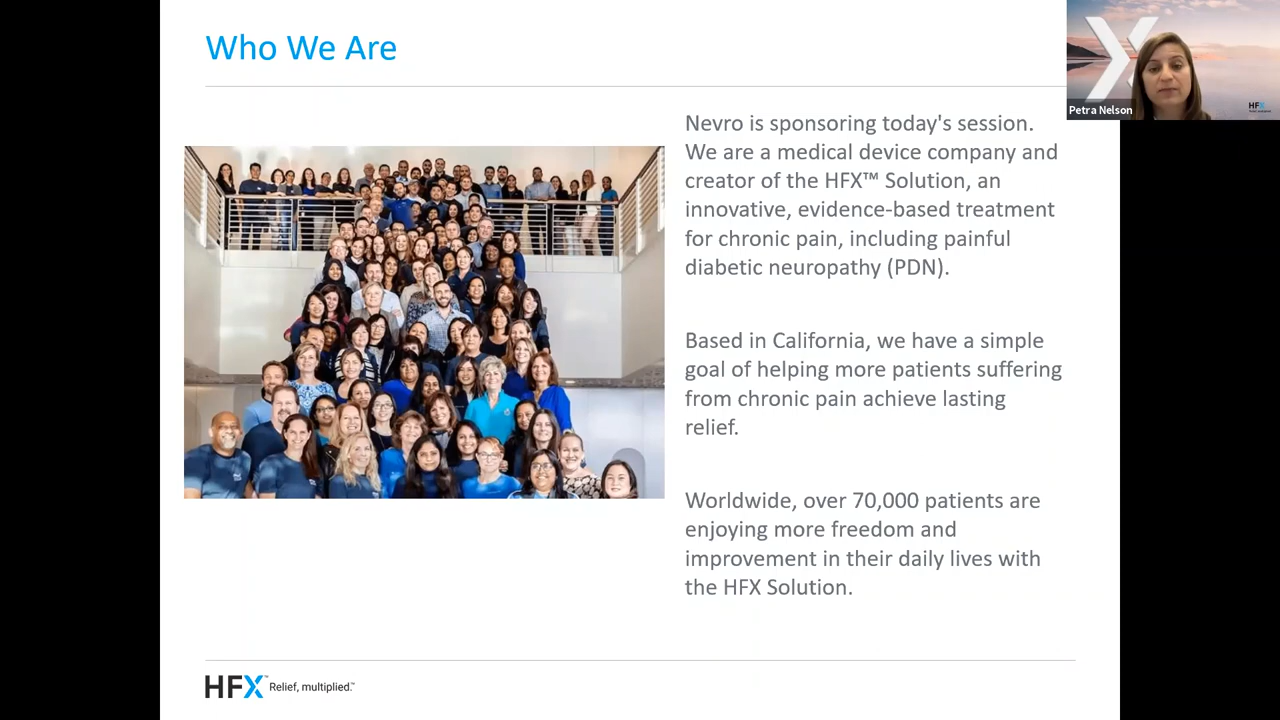 Who We Are
Petra Nelson
HFX
Nevro is sponsoring today's session.
We are a medical device company and
creator of the HFX™ Solution, an
innovative, evidence-based treatment
for chronic pain, including painful
diabetic neuropathy (PDN).
Based in California, we have a simple
goal of helping more patients suffering
from chronic pain achieve lasting
relief.
Worldwide, over 70,000 patients are
enjoying more freedom and
improvement in their daily lives with
the HFX Solution.
HFX™ Relief, multiplied.™